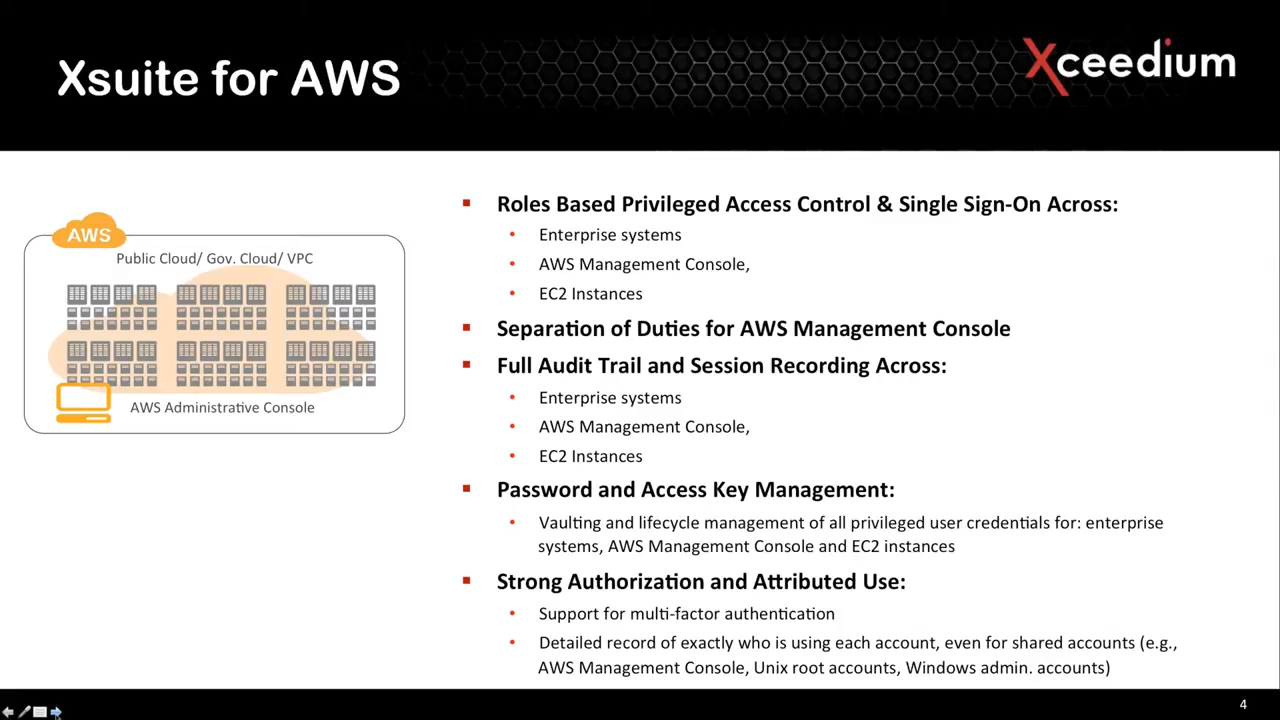 Xsuite for AWS
Xceedium
AWS
Public Cloud/ Gov. Cloud/ VPC
AWS Administrative Console
Roles Based Privileged Access Control & Single Sign-On Across:
Enterprise systems
AWS Management Console,
EC2 Instances
Separation of Duties for AWS Management Console
Full Audit Trail and Session Recording Across:
Enterprise systems
AWS Management Console,
EC2 Instances
Password and Access Key Management:
Vaulting and lifecycle management of all privileged user credentials for: enterprise
systems, AWS Management Console and EC2 instances
Strong Authorization and Attributed Use:
Support for multi-factor authentication
Detailed record of exactly who is using each account, even for shared accounts (e.g.,
AWS Management Console, Unix root accounts, Windows admin. accounts)
4